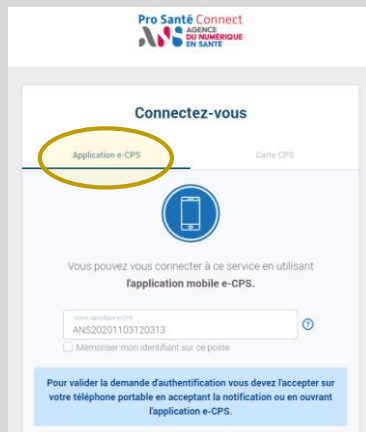 Pro Santé Connect
AGENCE
DU NUMÉRIQUE
EN SANTÉ
Connectez-vous
Application e-CPS
Carte CPS
Vous pouvez vous connecter à ce service en utilisant
l'application mobile e-CPS.
Votre identifiant e-CPS
ANS20201103120313
Mémoriser mon identifiant sur ce poste
Pour valider la demande d'authentification vous devez l'accepter sur
votre téléphone portable en acceptant la notification ou en ouvrant
l'application e-CPS.